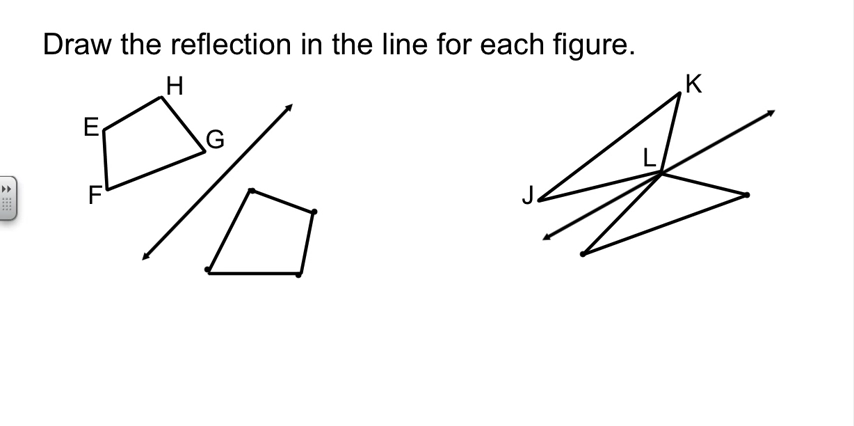 Draw the reflection in the line for each figure.
H
E
G
F
K
L
J